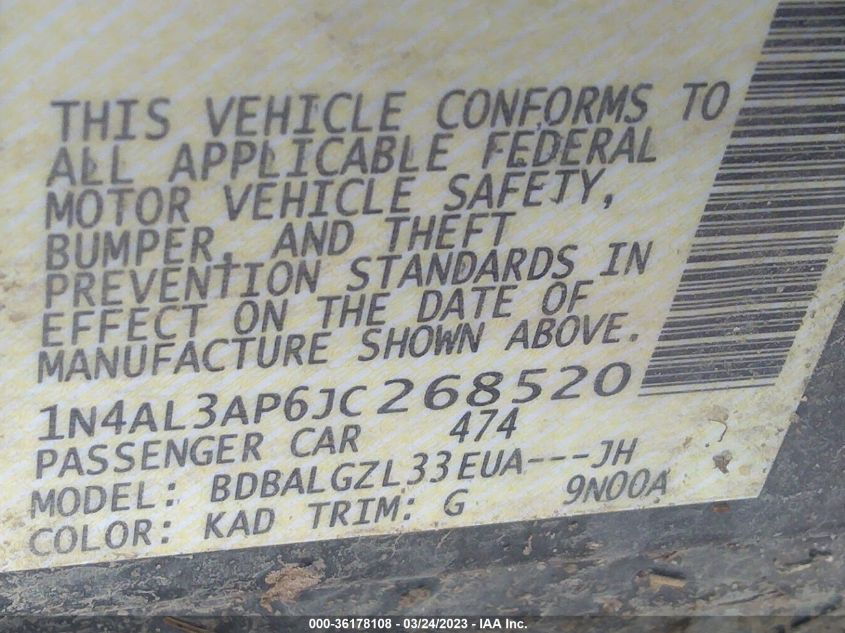 THIS VEHICLE CONFORMS TO
ALL APPLICABLE FEDERAL
MOTOR VEHICLE SAFETY,
BUMPER, AND THEFT
PREVENTION STANDARDS IN
EFFECT ON THE DATE OF
MANUFACTURE SHOWN ABOVE.
1N4AL3AP6JC268520
PASSENGER CAR 474
MODEL: BDBALGZL33EUA---JH
COLOR: KAD TRIM: G 9N00A
000-36178108 - 03/24/2023 - IAA Inc.